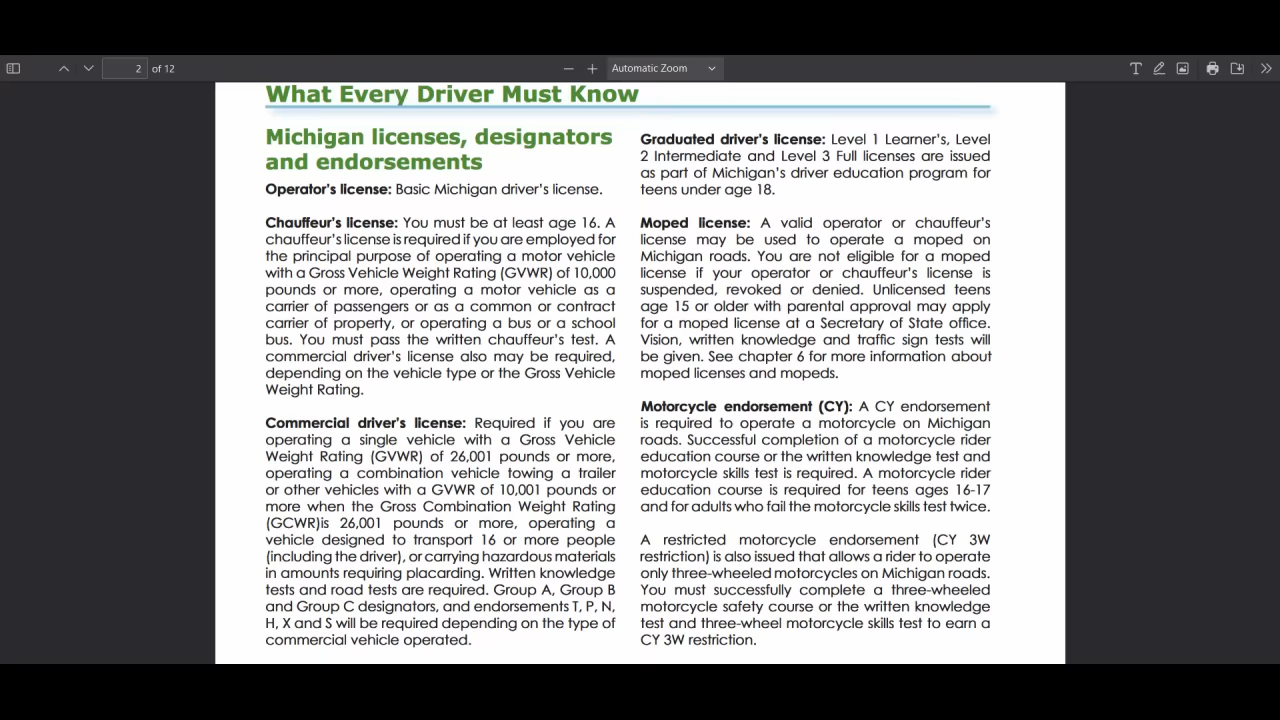 2 of 12
Automatic Zoom
What Every Driver Must Know
Michigan licenses, designators
and endorsements
Operator's license: Basic Michigan driver's license.
Chauffeur's license: You must be at least age 16. A
chauffeur's license is required if you are employed for
the principal purpose of operating a motor vehicle
with a Gross Vehicle Weight Rating (GVWR) of 10,000
pounds or more, operating a motor vehicle as a
carrier of passengers or as a common or contract
carrier of property, or operating a bus or a school
bus. You must pass the written chauffeur's test. A
commercial driver's license also may be required,
depending on the vehicle type or the Gross Vehicle
Weight Rating.
Commercial driver's license: Required if you are
operating a single vehicle with a Gross Vehicle
Weight Rating (GVWR) of 26,001 pounds or more,
operating a combination vehicle towing a trailer
or other vehicles with a GVWR of 10,001 pounds or
more when the Gross Combination Weight Rating
(GCWR)is 26,001 pounds or more, operating a
vehicle designed to transport 16 or more people
(including the driver), or carrying hazardous materials
in amounts requiring placarding. Written knowledge
tests and road tests are required. Group A, Group B
and Group C designators, and endorsements T, P, N,
H, X and S will be required depending on the type of
commercial vehicle operated.
Graduated driver's license: Level 1 Learner's, Level
2 Intermediate and Level 3 Full licenses are issued
as part of Michigan's driver education program for
teens under age 18.
Moped license: A valid operator or chauffeur's
license may be used to operate a moped on
Michigan roads. You are not eligible for a moped
license if your operator or chauffeur's license is
suspended, revoked or denied. Unlicensed teens
age 15 or older with parental approval may apply
for a moped license at a Secretary of State office.
Vision, written knowledge and traffic sign tests will
be given. See chapter 6 for more information about
moped licenses and mopeds.
Motorcycle endorsement (CY): A CY endorsement
is required to operate a motorcycle on Michigan
roads. Successful completion of a motorcycle rider
education course or the written knowledge test and
motorcycle skills test is required. A motorcycle rider
education course is required for teens ages 16-17
and for adults who fail the motorcycle skills test twice.
A restricted motorcycle endorsement (CY 3W
restriction) is also issued that allows a rider to operate
only three-wheeled motorcycles on Michigan roads.
You must successfully complete a three-wheeled
motorcycle safety course or the written knowledge
test and three-wheel motorcycle skills test to earn a
CY 3W restriction.